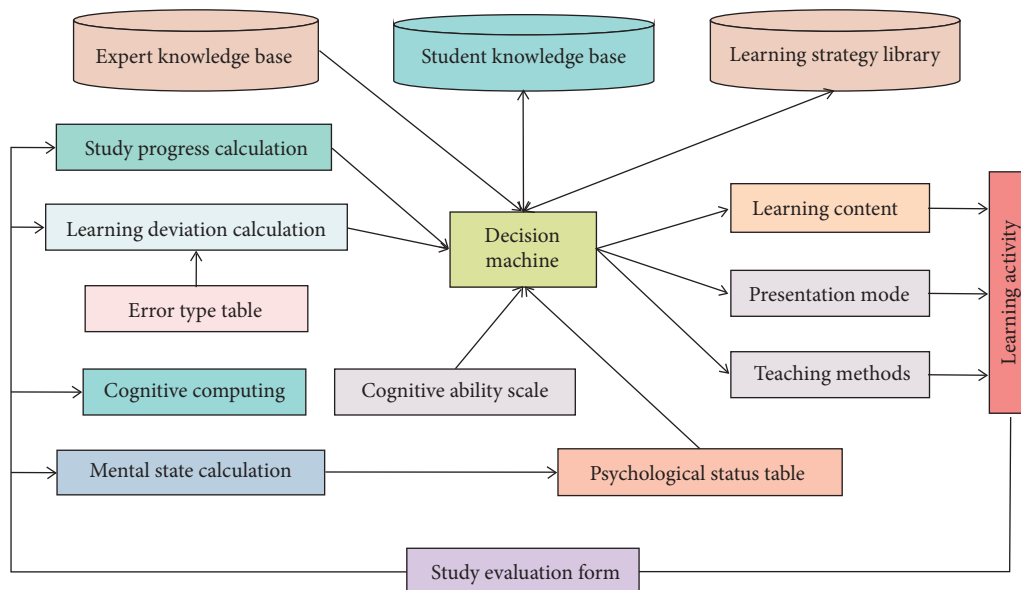 Expert knowledge base
Student knowledge base
Learning strategy library
Study progress calculation
Learning deviation calculation
Error type table
Cognitive computing
Mental state calculation
Decision
machine
Cognitive ability scale
Psychological status table
Learning content
Presentation mode
Teaching methods
Learning activity
Study evaluation form